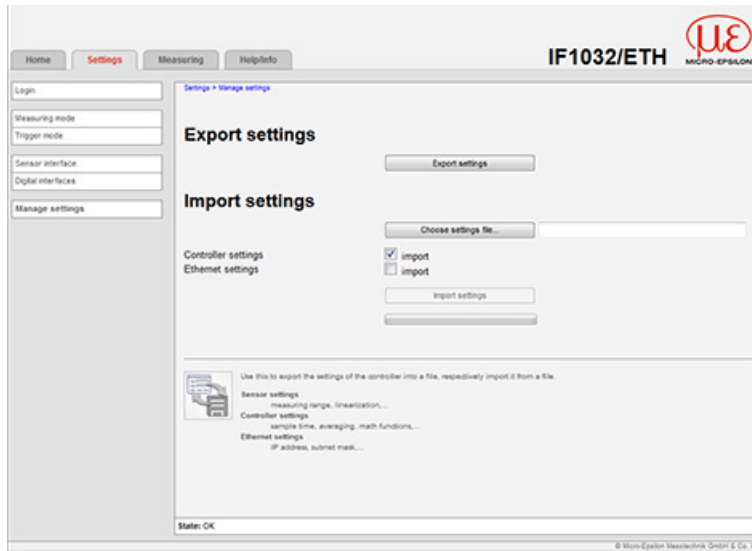 Home
Settings
Measuring
Help/Info
IF1032/ETH
με
MICRO-EPSILON
Login
Measuring mode
Trigger mode
Sensor interface
Digital interfaces
Manage settings
Settings > Manage settings
Export settings
Export settings
Import settings
Choose settings file...
Controller settings
import
Ethernet settings
import
Import settings
Use this to export the settings of the controller into a file, respectively import it from a file.
Sensor settings
measuring range, linearization,...
Controller settings
sample time, averaging, math functions,...
Ethernet settings
IP address, subnet mask,...
State: OK
© Micro-Epsilon Messtechnik GmbH & Co.